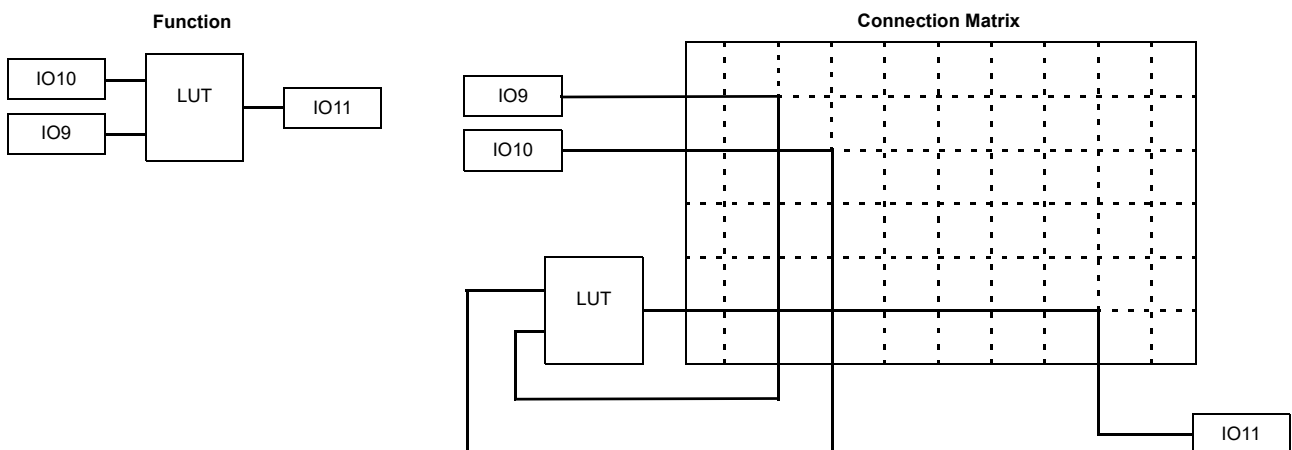 Function
IO10
LUT
IO11
IO9
Connection Matrix
IO9
IO10
LUT
IO11